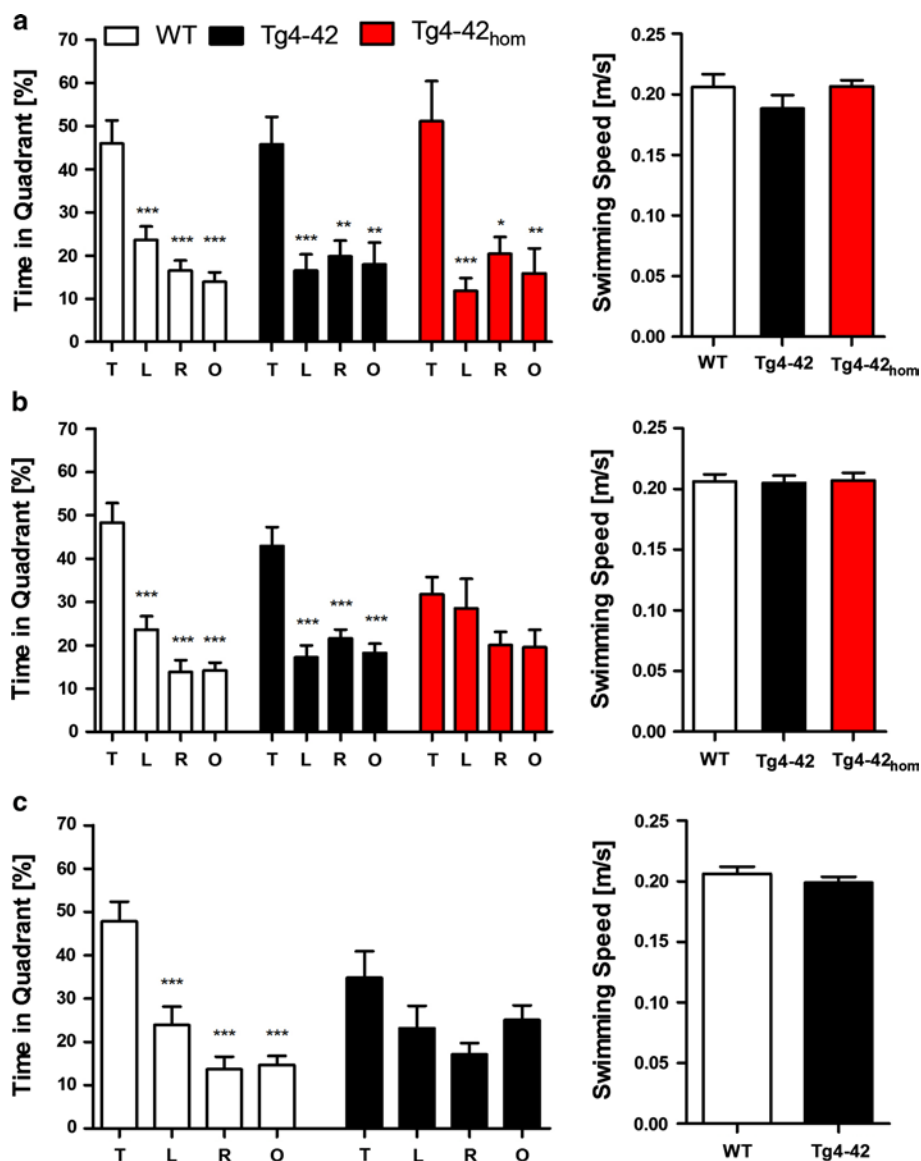 a
WT Tg4-42 Tg4-42hom
Time in Quadrant [%]
70
60
50
40
30
20
10
0
*** *** ***
*** ** **
*** * **
T L R O T L R O T L R O
Swimming Speed [m/s]
0.25
0.20
0.15
0.10
0.05
0.00
WT Tg4-42 Tg4-42hom
b
Time in Quadrant [%]
70
60
50
40
30
20
10
0
*** *** ***
*** *** ***
T L R O T L R O T L R O
Swimming Speed [m/s]
0.25
0.20
0.15
0.10
0.05
0.00
WT Tg4-42 Tg4-42hom
c
Time in Quadrant [%]
70
60
50
40
30
20
10
0
*** *** ***
T L R O T L R O
Swimming Speed [m/s]
0.25
0.20
0.15
0.10
0.05
0.00
WT Tg4-42